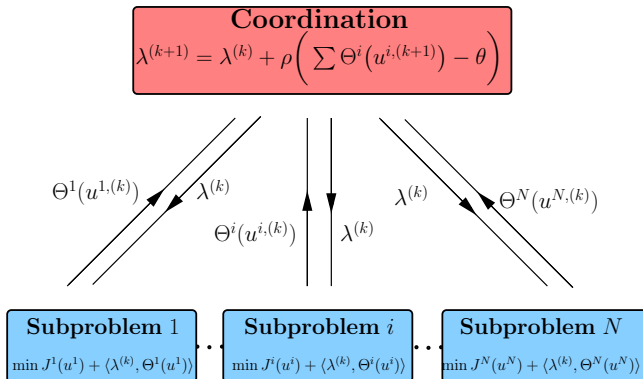 Coordination
λ^{(k+1)} = λ^{(k)} + ρ( ∑ Θ^i(u^{i,(k+1)}) − θ )
Θ^1(u^{1,(k)})
λ^{(k)}
Θ^i(u^{i,(k)})
λ^{(k)}
λ^{(k)}
Θ^N(u^{N,(k)})
Subproblem 1
min J^1(u^1) + ⟨λ^{(k)}, Θ^1(u^1)⟩
...
Subproblem i
min J^i(u^i) + ⟨λ^{(k)}, Θ^i(u^i)⟩
...
Subproblem N
min J^N(u^N) + ⟨λ^{(k)}, Θ^N(u^N)⟩